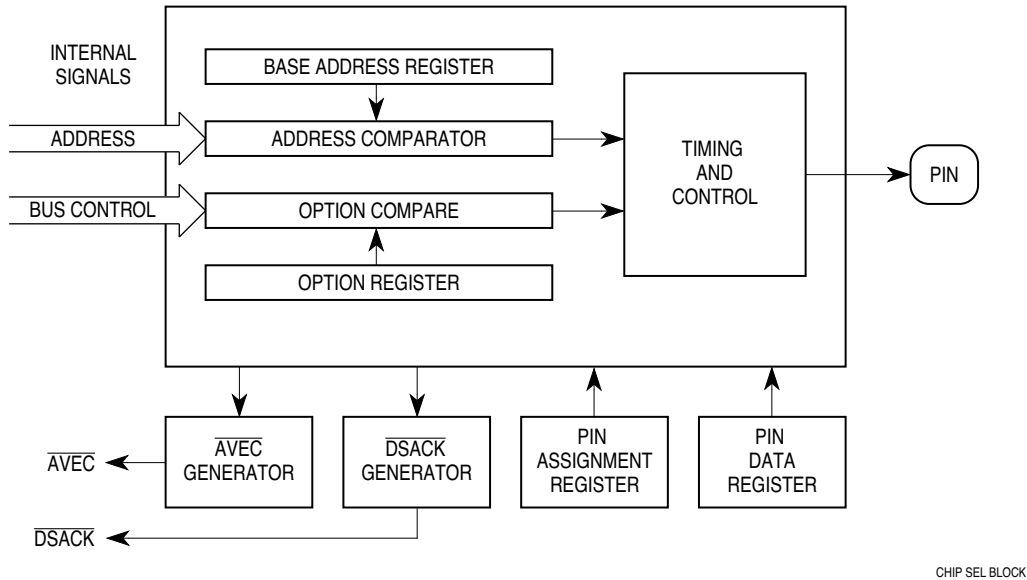 INTERNAL
SIGNALS
BASE ADDRESS REGISTER
ADDRESS
ADDRESS COMPARATOR
TIMING
AND
CONTROL
PIN
BUS CONTROL
OPTION COMPARE
OPTION REGISTER
AVEC
AVEC
GENERATOR
DSACK
GENERATOR
PIN
ASSIGNMENT
REGISTER
PIN
DATA
REGISTER
DSACK
CHIP SEL BLOCK